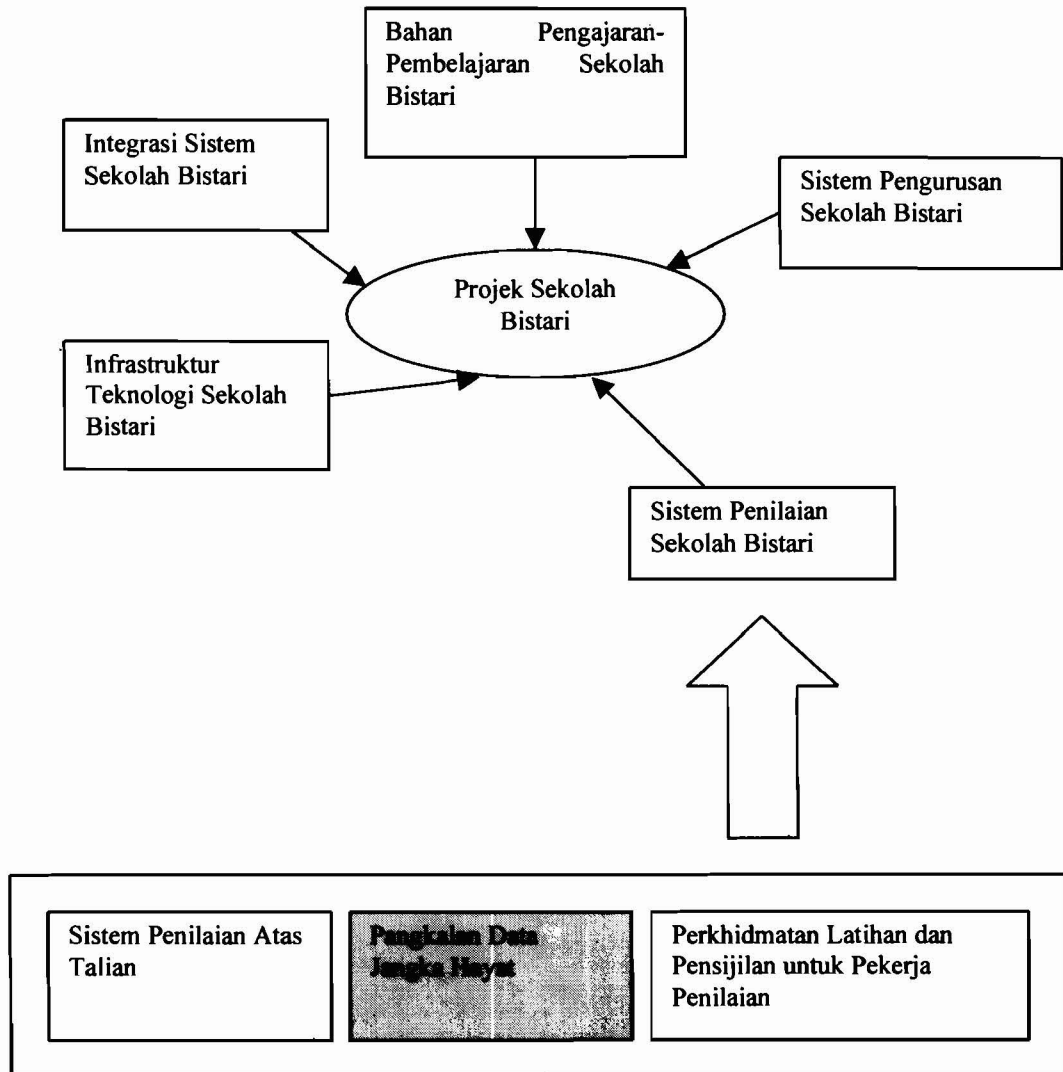 Bahan Pengajaran-
Pembelajaran Sekolah
Bistari
Integrasi Sistem
Sekolah Bistari
Sistem Pengurusan
Sekolah Bistari
Projek Sekolah
Bistari
Infrastruktur
Teknologi Sekolah
Bistari
Sistem Penilaian
Sekolah Bistari
Sistem Penilaian Atas
Talian
Pangkalan Data
Jangka Hayat
Perkhidmatan Latihan dan
Pensijilan untuk Pekerja
Penilaian